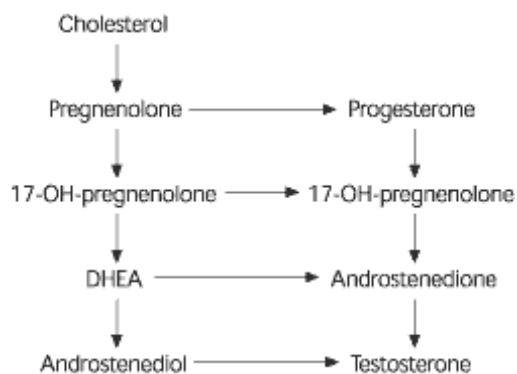 Cholesterol
Pregnenolone Progesterone
17-OH-pregnenolone 17-OH-pregnenolone
DHEA Androstenedione
Androstenediol Testosterone